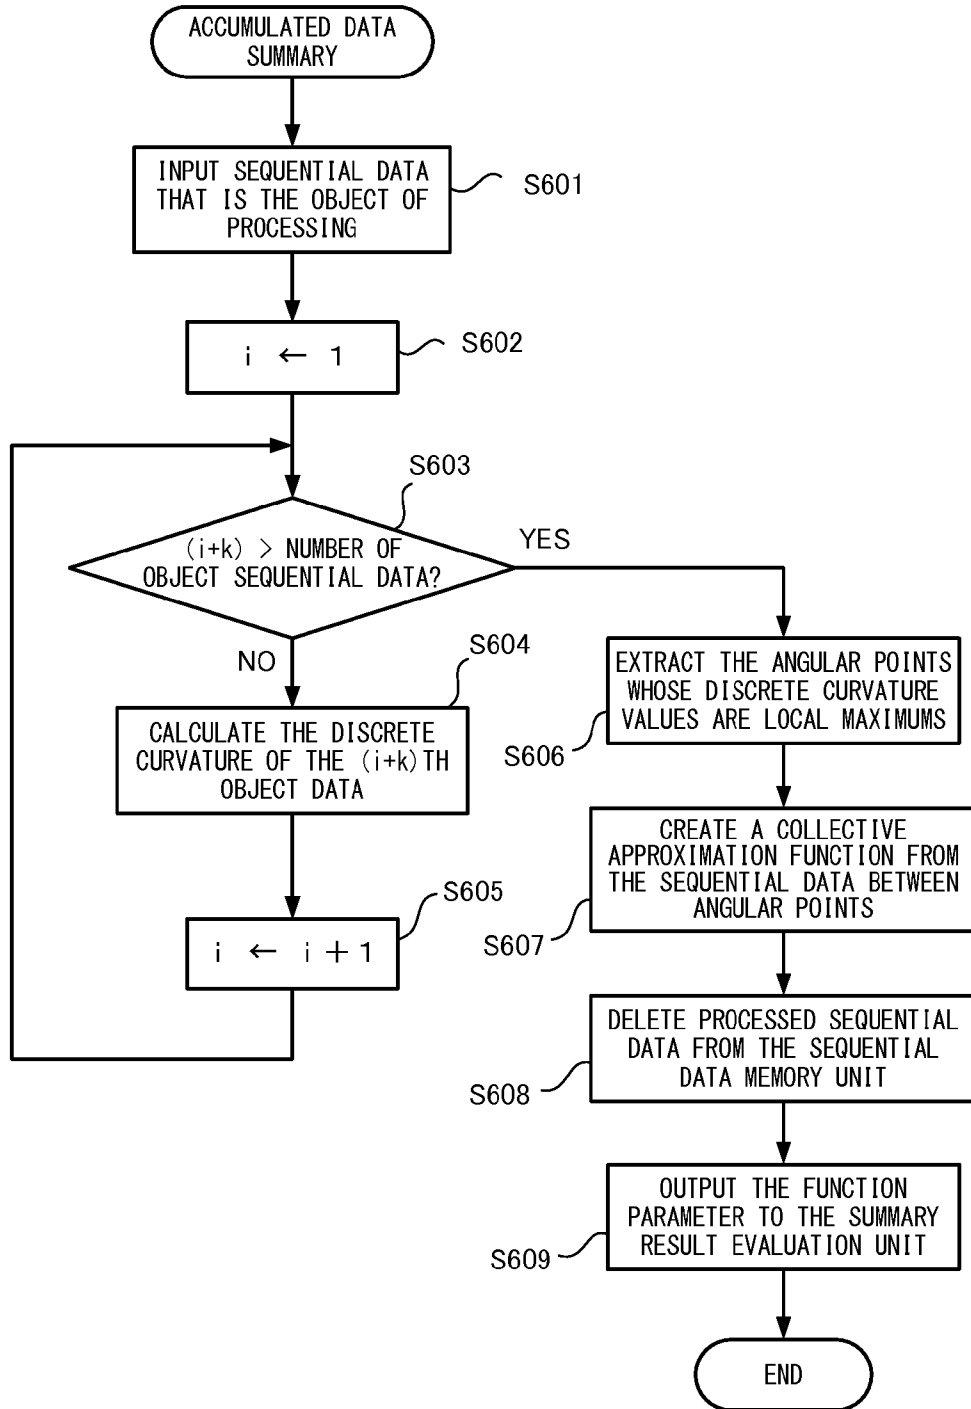 ACCUMULATED DATA
SUMMARY
INPUT SEQUENTIAL DATA
THAT IS THE OBJECT OF
PROCESSING
S601
i ← 1
S602
S603
(i+k) > NUMBER OF
OBJECT SEQUENTIAL DATA?
YES
NO
S604
CALCULATE THE DISCRETE
CURVATURE OF THE (i+k)TH
OBJECT DATA
S605
i ← i + 1
EXTRACT THE ANGULAR POINTS
WHOSE DISCRETE CURVATURE
VALUES ARE LOCAL MAXIMUMS
S606
CREATE A COLLECTIVE
APPROXIMATION FUNCTION FROM
THE SEQUENTIAL DATA BETWEEN
ANGULAR POINTS
S607
DELETE PROCESSED SEQUENTIAL
DATA FROM THE SEQUENTIAL
DATA MEMORY UNIT
S608
OUTPUT THE FUNCTION
PARAMETER TO THE SUMMARY
RESULT EVALUATION UNIT
S609
END